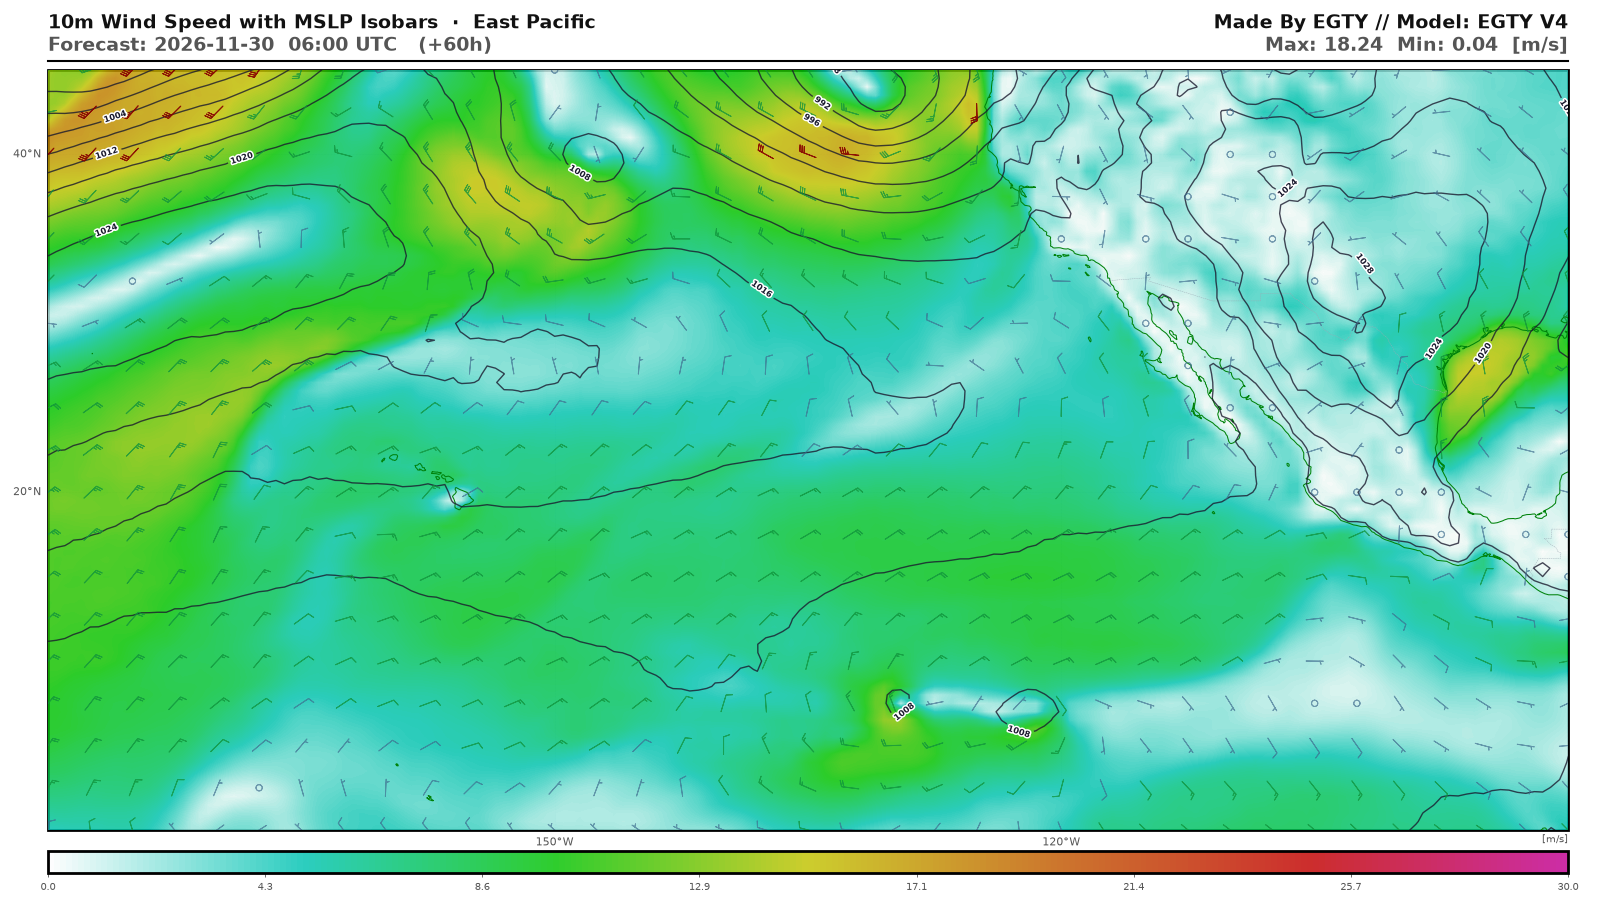 10m Wind Speed with MSLP Isobars · East Pacific
Made By EGTY // Model: EGTY V4
Forecast: 2026-11-30 06:00 UTC (+60h)
Max: 18.24 Min: 0.04 [m/s]
992
1004
996
40°N
1012
1020
1008
1024
1024
1028
1016
1024
1020
20°N
1008
1008
150°W
120°W
[m/s]
0.0
4.3
8.6
12.9
17.1
21.4
25.7
30.0